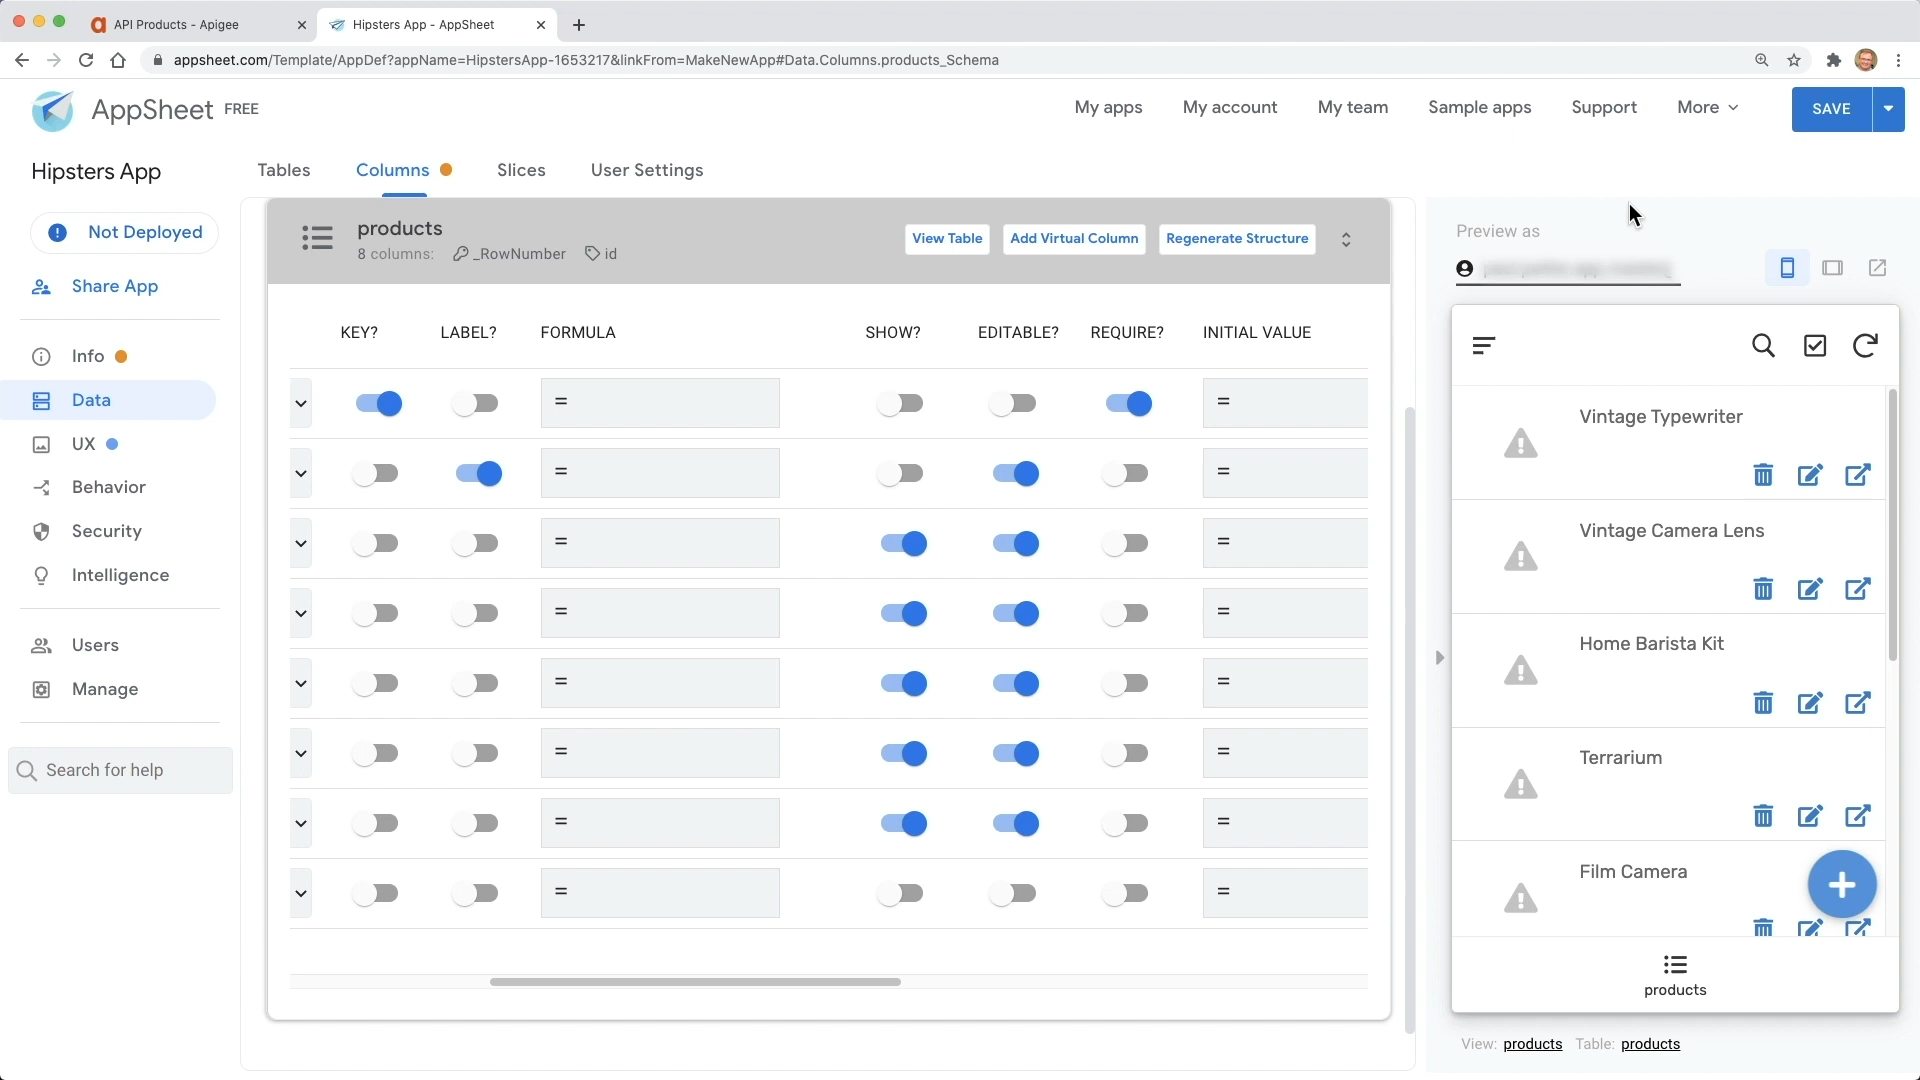 API Products - Apigee
Hipsters App - AppSheet
appsheet.com/Template/AppDef?appName=HipstersApp-1653217&linkFrom=MakeNewApp#Data.Columns.products_Schema
AppSheet FREE
My apps
My account
My team
Sample apps
Support
More
SAVE
Hipsters App
Tables
Columns
Slices
User Settings
Not Deployed
Share App
Info
Data
UX
Behavior
Security
Intelligence
Users
Manage
Search for help
products
8 columns: _RowNumber id
View Table
Add Virtual Column
Regenerate Structure
KEY? LABEL? FORMULA SHOW? EDITABLE? REQUIRE? INITIAL VALUE
= =
= =
= =
= =
= =
= =
= =
= =
Preview as
Vintage Typewriter
Vintage Camera Lens
Home Barista Kit
Terrarium
Film Camera
products
View: products Table: products